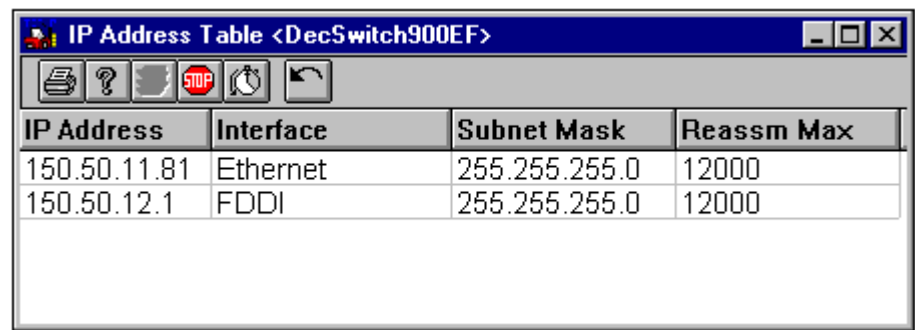 IP Address Table <DecSwitch900EF>
STOP
IP Address Interface Subnet Mask Reassm Max
150.50.11.81 Ethernet 255.255.255.0 12000
150.50.12.1 FDDI 255.255.255.0 12000